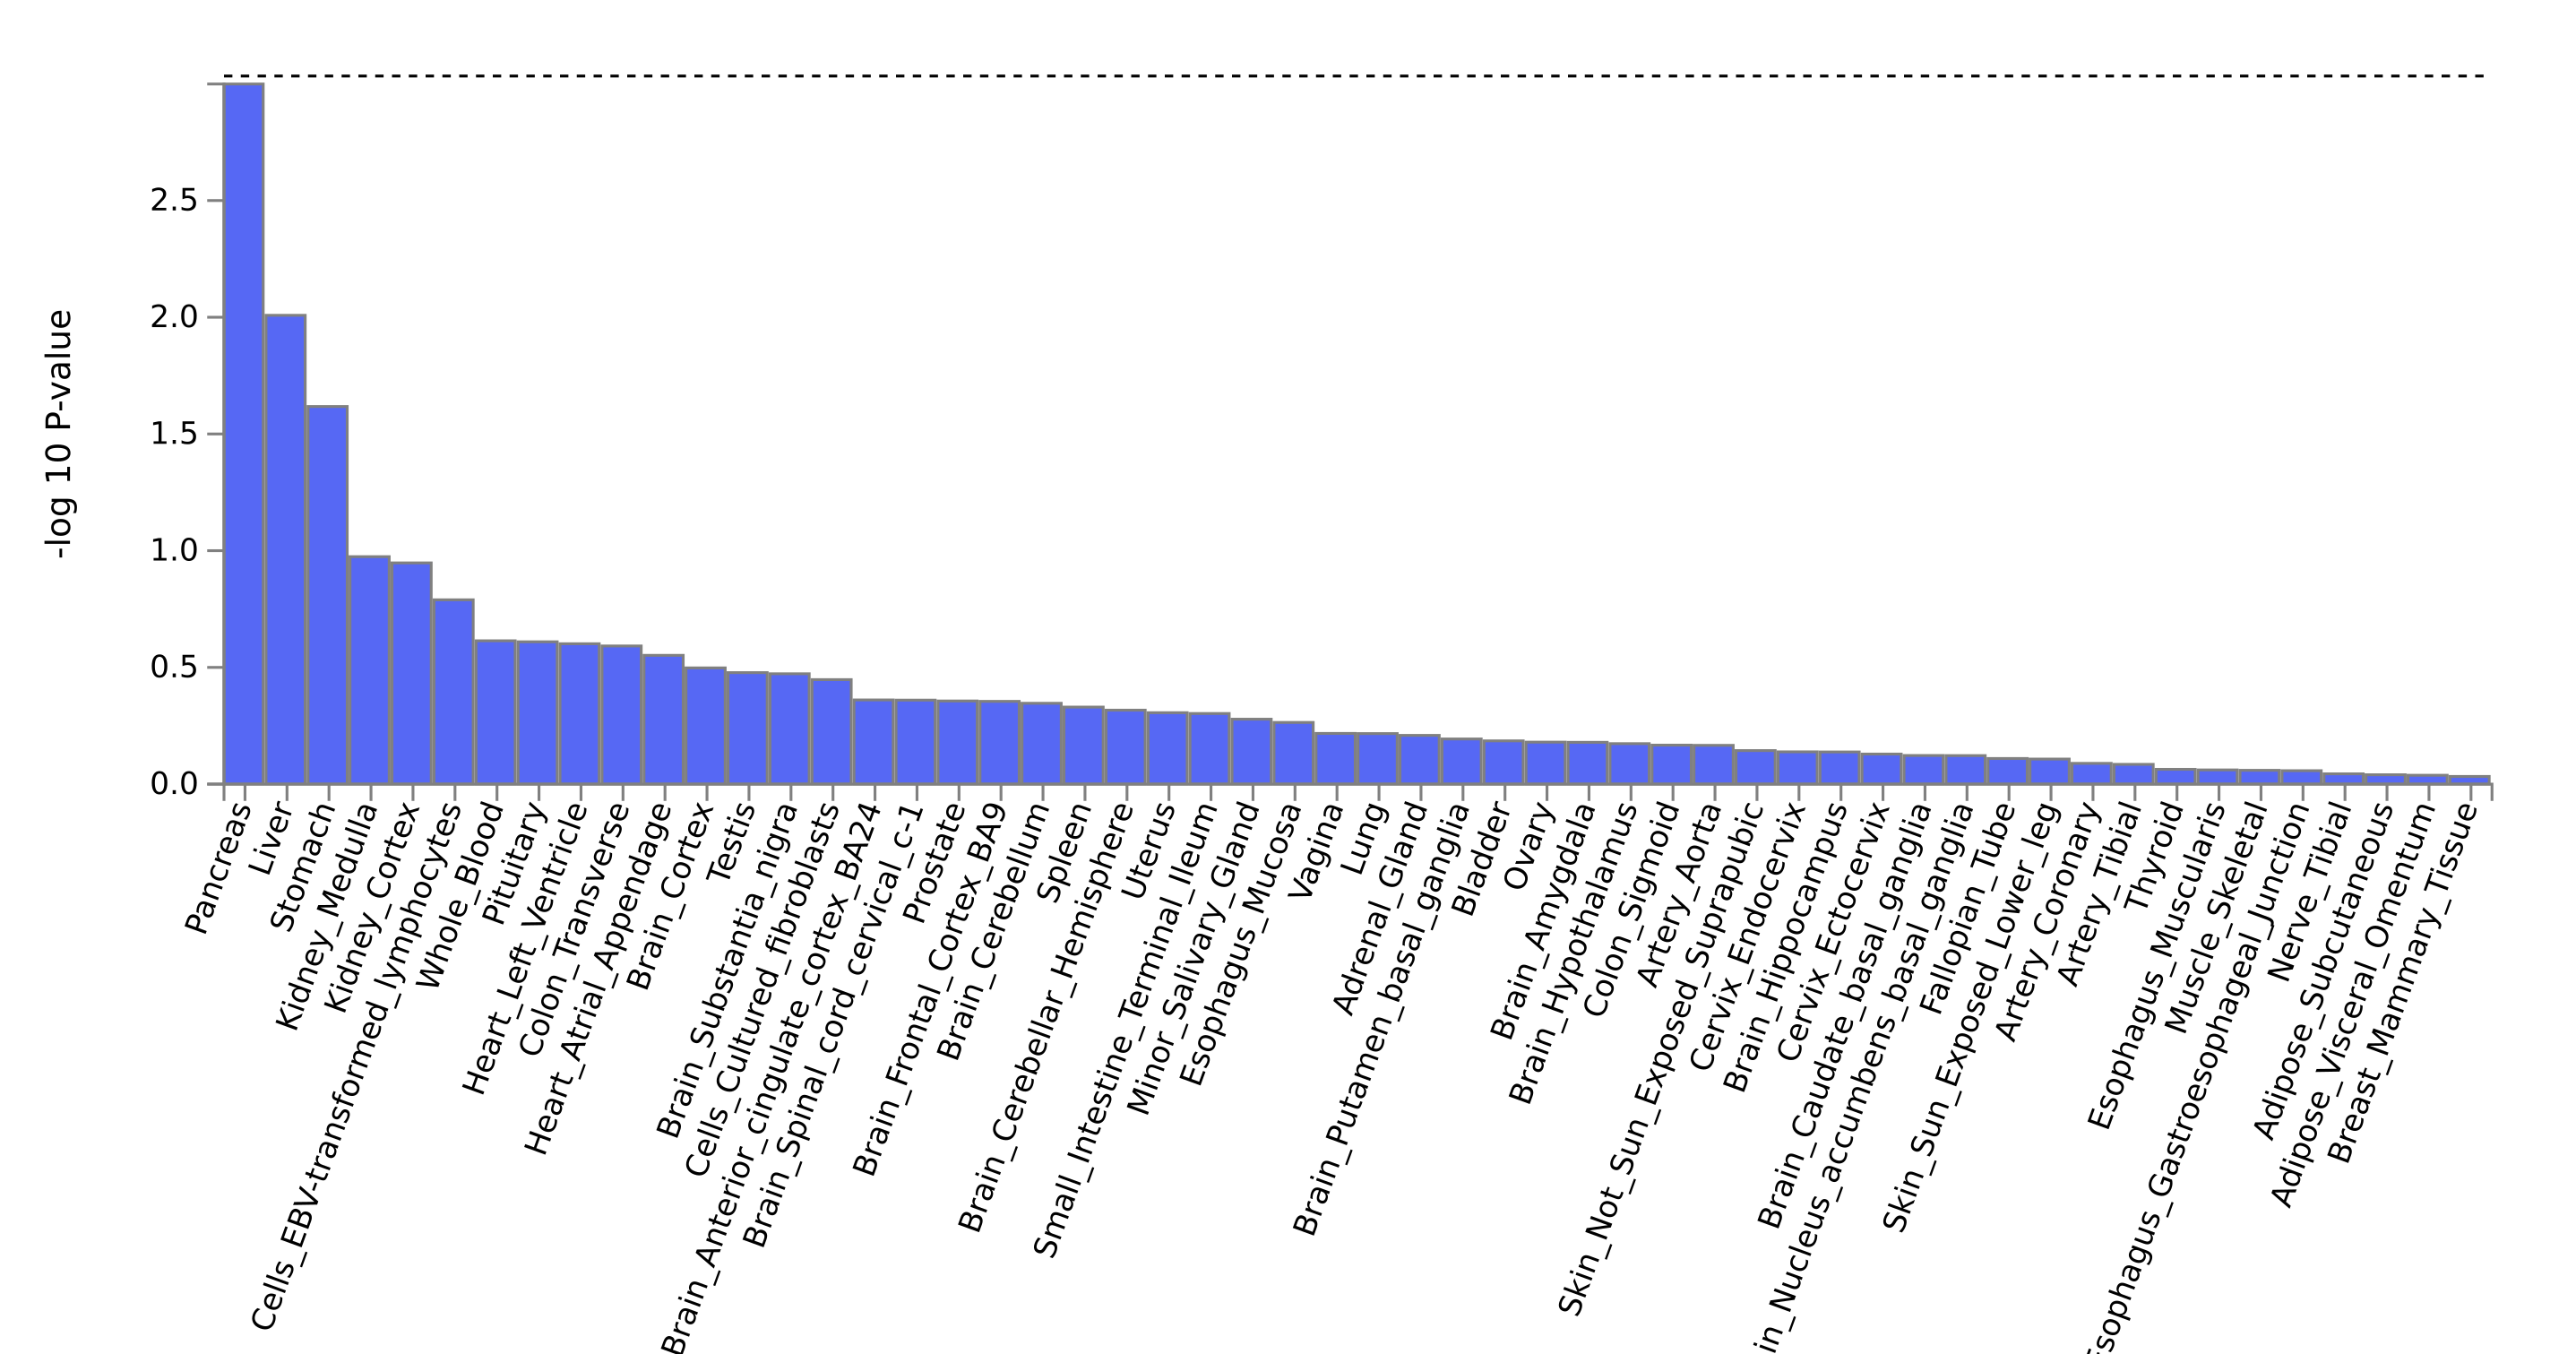 -log 10 P-value
2.5
2.0
1.5
1.0
0.5
0.0
Pancreas
Liver
Stomach
Kidney_Medulla
Kidney_Cortex
Cells_EBV-transformed_lymphocytes
Whole_Blood
Pituitary
Heart_Left_Ventricle
Colon_Transverse
Heart_Atrial_Appendage
Brain_Cortex
Testis
Brain_Substantia_nigra
Cells_Cultured_fibroblasts
Brain_Anterior_cingulate_cortex_BA24
Brain_Spinal_cord_cervical_c-1
Prostate
Brain_Frontal_Cortex_BA9
Brain_Cerebellum
Spleen
Brain_Cerebellar_Hemisphere
Uterus
Small_Intestine_Terminal_Ileum
Minor_Salivary_Gland
Esophagus_Mucosa
Vagina
Lung
Adrenal_Gland
Brain_Putamen_basal_ganglia
Bladder
Ovary
Brain_Amygdala
Brain_Hypothalamus
Colon_Sigmoid
Artery_Aorta
Skin_Not_Sun_Exposed_Suprapubic
Cervix_Endocervix
Brain_Hippocampus
Cervix_Ectocervix
Brain_Caudate_basal_ganglia
in_Nucleus_accumbens_basal_ganglia
Fallopian_Tube
Skin_Sun_Exposed_Lower_leg
Artery_Coronary
Artery_Tibial
Thyroid
Esophagus_Muscularis
Muscle_Skeletal
Esophagus_Gastroesophageal_Junction
Nerve_Tibial
Adipose_Subcutaneous
Adipose_Visceral_Omentum
Breast_Mammary_Tissue